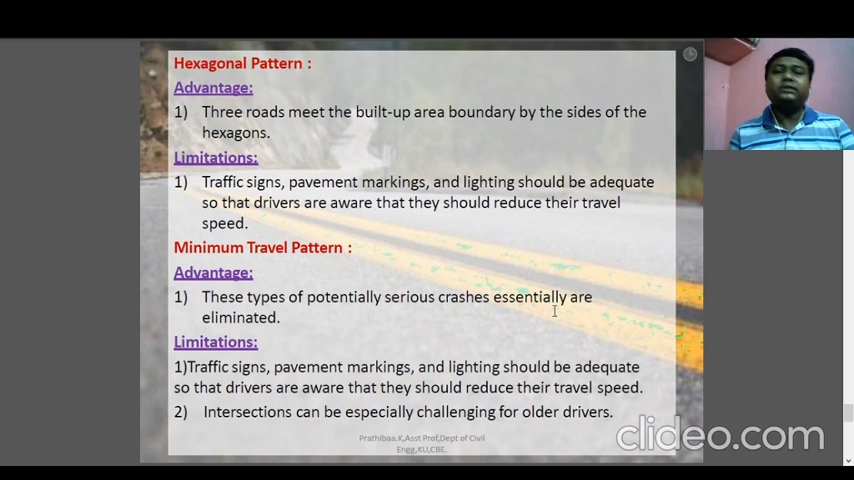 Hexagonal Pattern :
Advantage:
1) Three roads meet the built-up area boundary by the sides of the
hexagons.
Limitations:
1) Traffic signs, pavement markings, and lighting should be adequate
so that drivers are aware that they should reduce their travel
speed.
Minimum Travel Pattern :
Advantage:
1) These types of potentially serious crashes essentially are
eliminated.
Limitations:
1)Traffic signs, pavement markings, and lighting should be adequate
so that drivers are aware that they should reduce their travel speed.
2) Intersections can be especially challenging for older drivers.
Prathibaa.K,Asst Prof,Dept of Civil
Engg,KU,CBE.
clideo.com